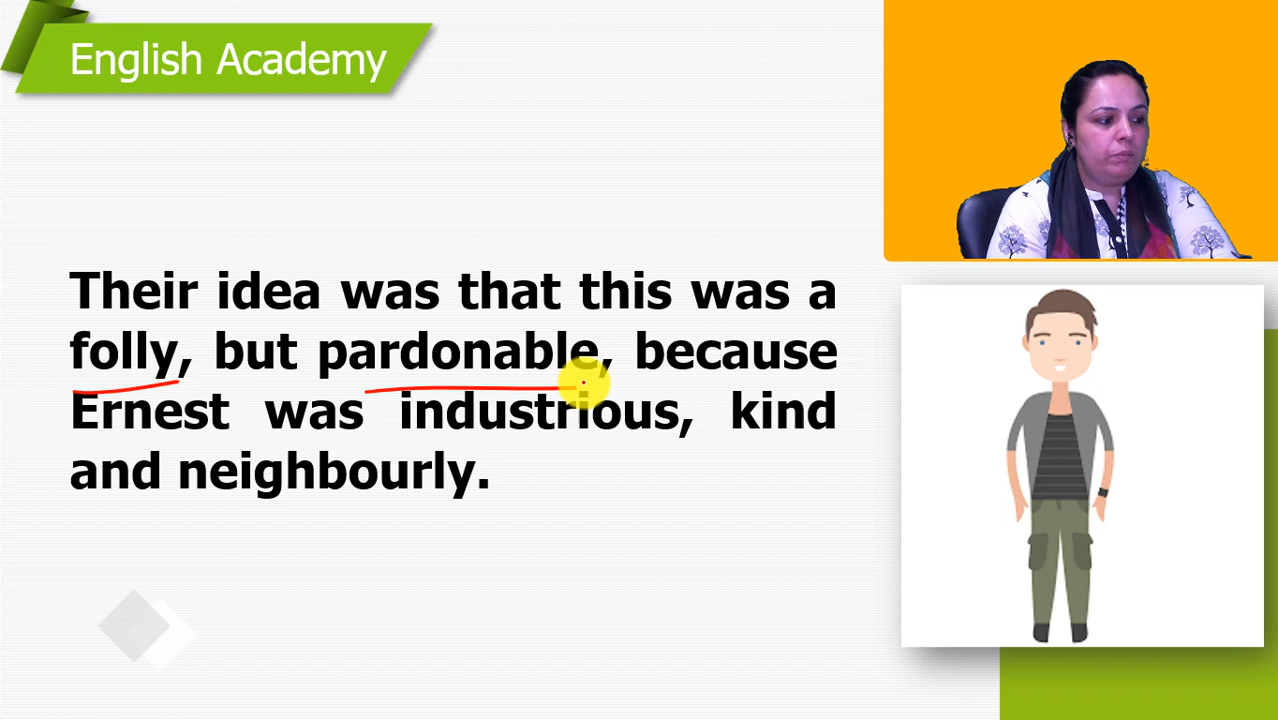 English Academy
Their idea was that this was a
folly, but pardonable, because
Ernest was industrious, kind
and neighbourly.